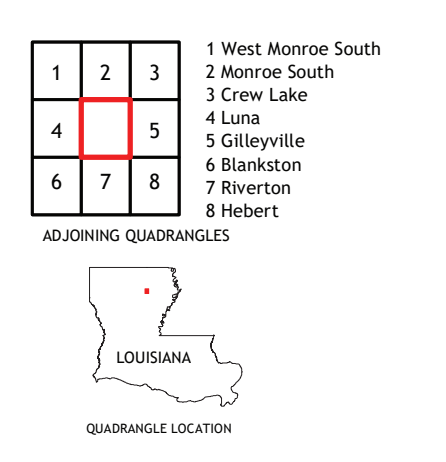 1 2 3
4 5
6 7 8
1 West Monroe South
2 Monroe South
3 Crew Lake
4 Luna
5 Gilleyville
6 Blankston
7 Riverton
8 Hebert
ADJOINING QUADRANGLES
LOUISIANA
QUADRANGLE LOCATION